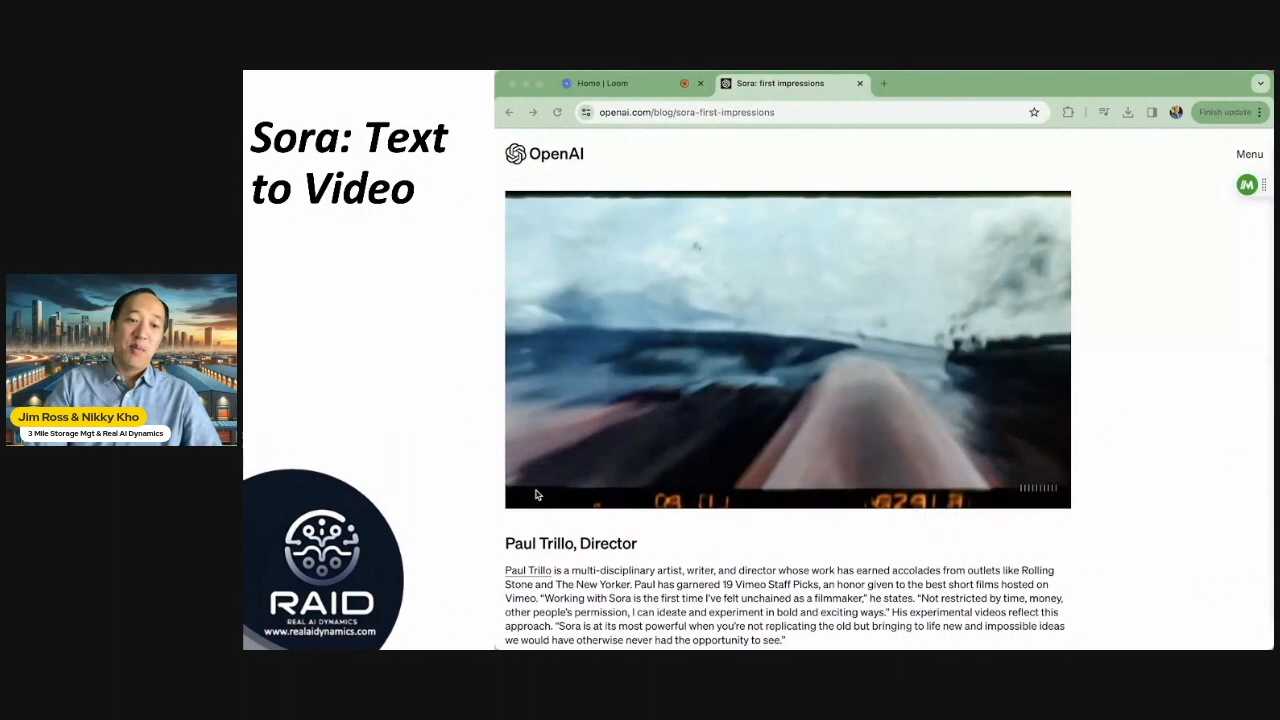 Sora: Text
to Video
Home | Loom
Sora: first impressions
openai.com/blog/sora-first-impressions
Finish update
OpenAI
Menu
Paul Trillo, Director
Paul Trillo is a multi-disciplinary artist, writer, and director whose work has earned accolades from outlets like Rolling
Stone and The New Yorker. Paul has garnered 19 Vimeo Staff Picks, an honor given to the best short films hosted on
Vimeo. “Working with Sora is the first time I’ve felt unchained as a filmmaker,” he states. “Not restricted by time, money,
other people’s permission, I can ideate and experiment in bold and exciting ways.” His experimental videos reflect this
approach. “Sora is at its most powerful when you’re not replicating the old but bringing to life new and impossible ideas
we would have otherwise never had the opportunity to see.”
Jim Ross & Nikky Kho
3 Mile Storage Mgt & Real AI Dynamics
RAID
REAL AI DYNAMICS
www.realaidynamics.com